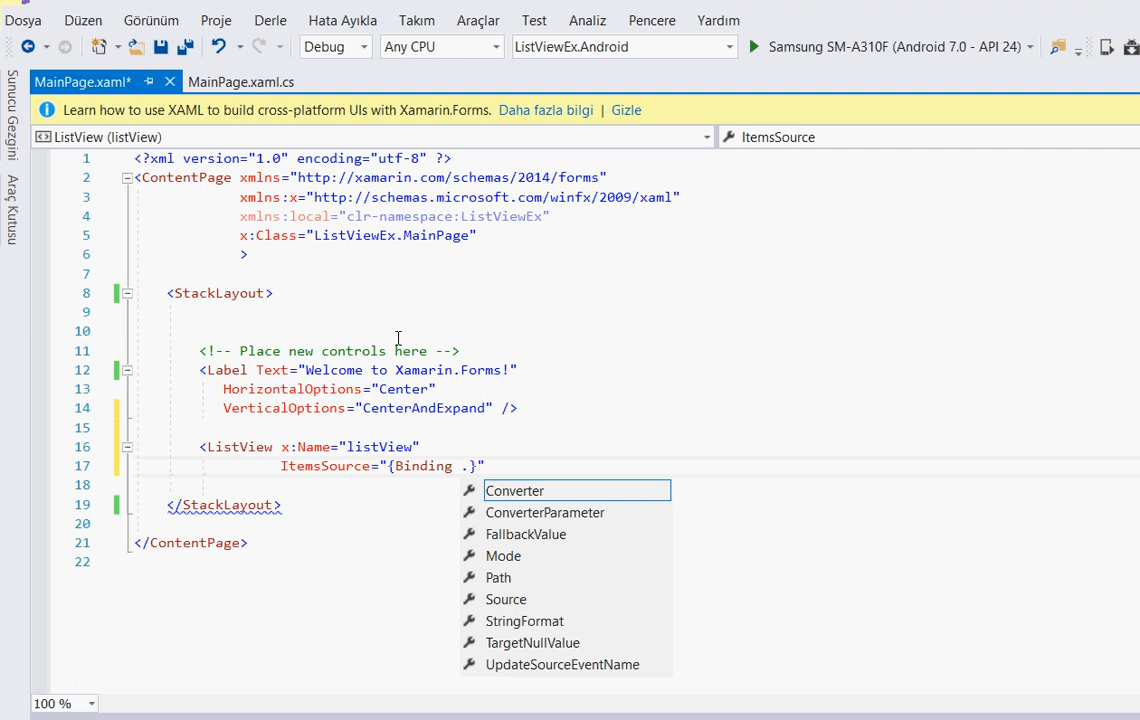 Dosya Düzen Görünüm Proje Derle Hata Ayıkla Takım Araçlar Test Analiz Pencere Yardım
Debug Any CPU ListViewEx.Android Samsung SM-A310F (Android 7.0 - API 24)
Sunucu Gezgini
Araç Kutusu
MainPage.xaml* MainPage.xaml.cs
Learn how to use XAML to build cross-platform UIs with Xamarin.Forms. Daha fazla bilgi | Gizle
ListView (listView) ItemsSource
1 <?xml version="1.0" encoding="utf-8" ?>
2 <ContentPage xmlns="http://xamarin.com/schemas/2014/forms"
3 xmlns:x="http://schemas.microsoft.com/winfx/2009/xaml"
4 xmlns:local="clr-namespace:ListViewEx"
5 x:Class="ListViewEx.MainPage"
6 >
7
8 <StackLayout>
9
10
11 <!-- Place new controls here -->
12 <Label Text="Welcome to Xamarin.Forms!"
13 HorizontalOptions="Center"
14 VerticalOptions="CenterAndExpand" />
15
16 <ListView x:Name="listView"
17 ItemsSource="{Binding .}"
18
19 </StackLayout>
20
21 </ContentPage>
22
Converter
ConverterParameter
FallbackValue
Mode
Path
Source
StringFormat
TargetNullValue
UpdateSourceEventName
100 %